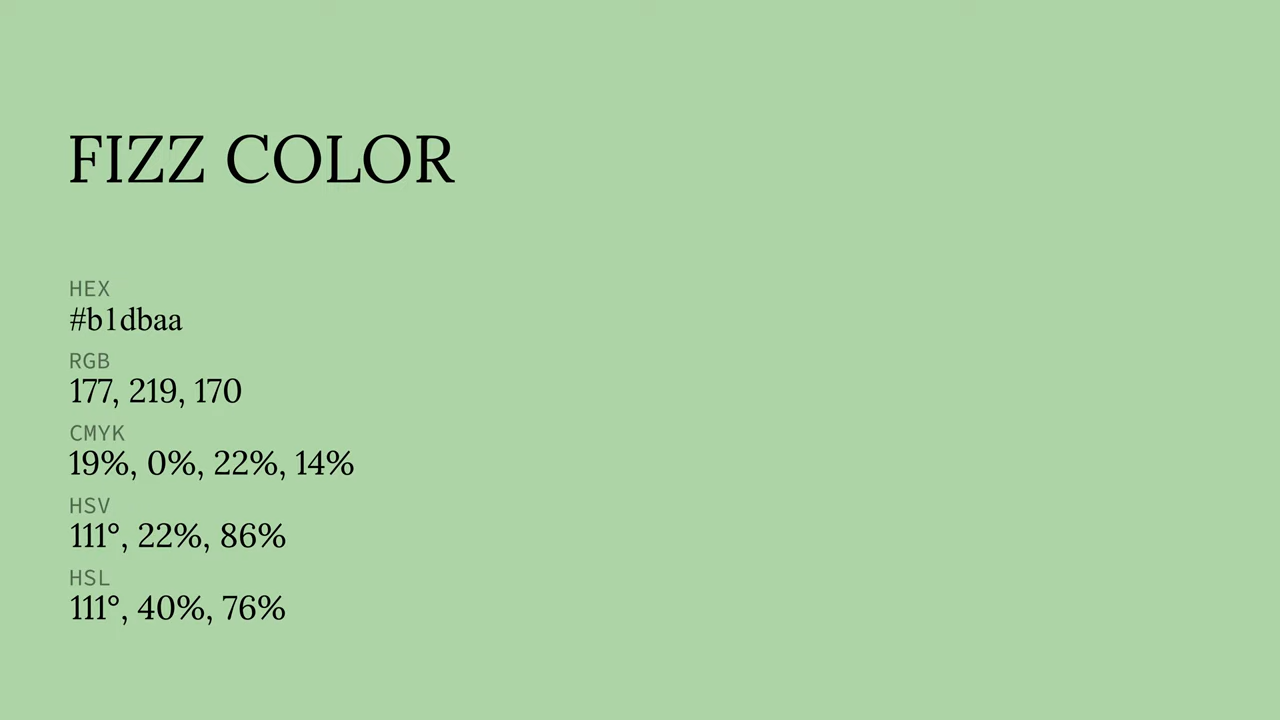 FIZZ COLOR
HEX
#b1dbaa
RGB
177, 219, 170
CMYK
19%, 0%, 22%, 14%
HSV
111°, 22%, 86%
HSL
111°, 40%, 76%